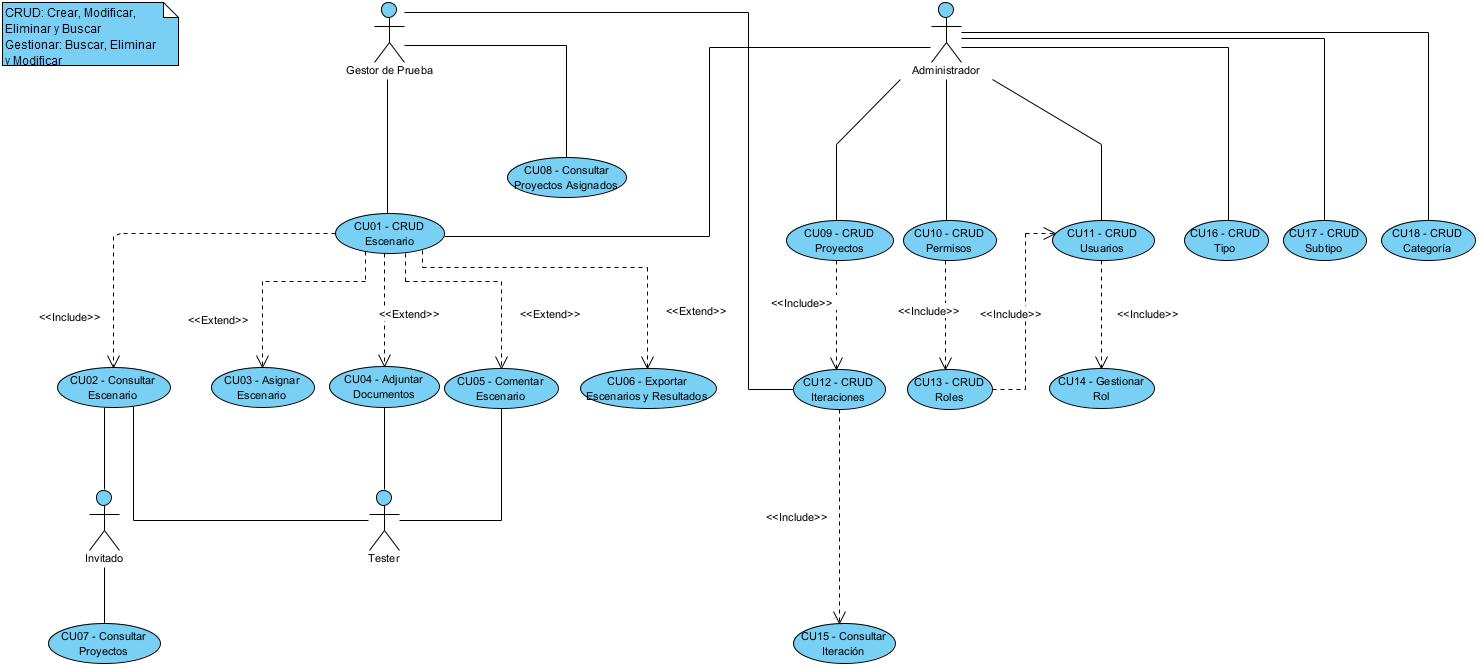 CRUD: Crear, Modificar,
Eliminar y Buscar
Gestionar: Buscar, Eliminar
y Modificar
Gestor de Prueba
Administrador
CU08 - Consultar
Proyectos Asignados
CU01 - CRUD
Escenario
CU09 - CRUD
Proyectos
CU10 - CRUD
Permisos
CU11 - CRUD
Usuarios
CU16 - CRUD
Tipo
CU17 - CRUD
Subtipo
CU18 - CRUD
Categoría
<<Include>>
<<Extend>>
<<Extend>>
<<Extend>>
<<Extend>>
<<Include>>
<<Include>>
<<Include>>
<<Include>>
CU02 - Consultar
Escenario
CU03 - Asignar
Escenario
CU04 - Adjuntar
Documentos
CU05 - Comentar
Escenario
CU06 - Exportar
Escenarios y Resultados
CU12 - CRUD
Iteraciones
CU13 - CRUD
Roles
CU14 - Gestionar
Rol
<<Include>>
Invitado
Tester
CU07 - Consultar
Proyectos
CU15 - Consultar
Iteración